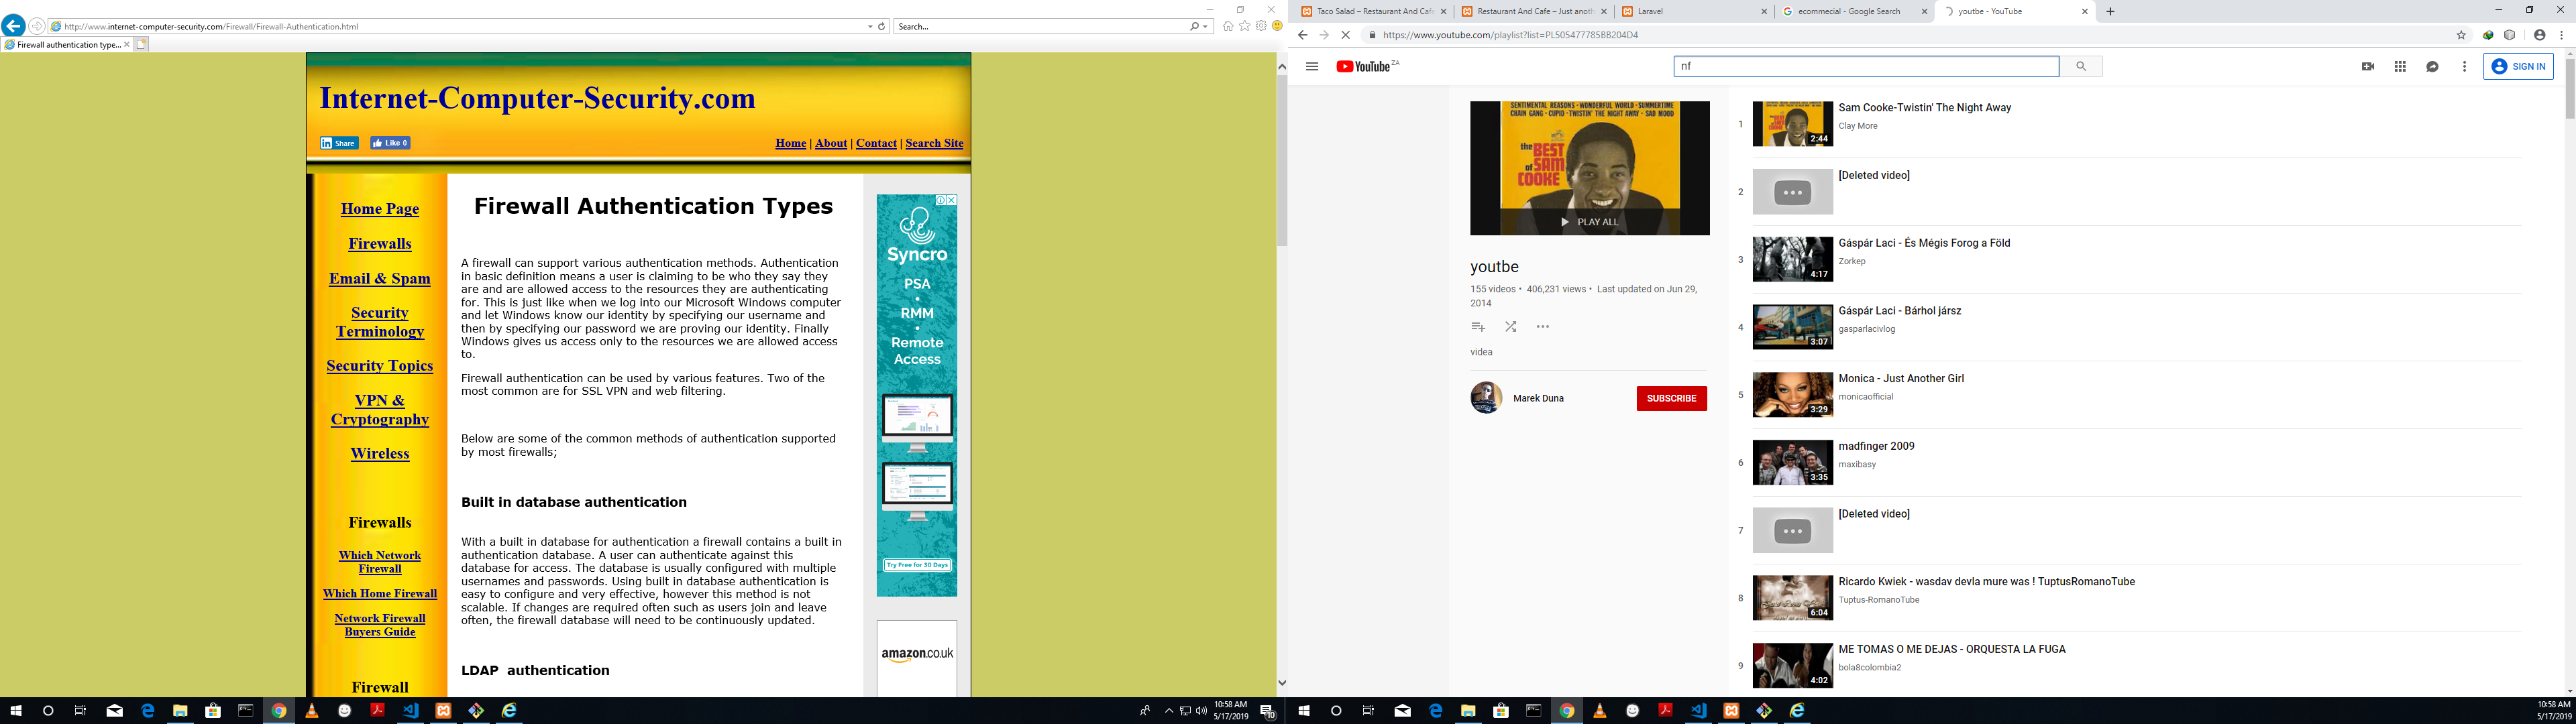 http://www.internet-computer-security.com/Firewall/Firewall-Authentication.html
Search...
Firewall authentication type...
Internet-Computer-Security.com
Share
Like 0
Home | About | Contact | Search Site
Home Page
Firewalls
Email & Spam
Security
Terminology
Security Topics
VPN &
Cryptography
Wireless
Firewalls
Which Network
Firewall
Which Home Firewall
Network Firewall
Buyers Guide
Firewall
Firewall Authentication Types
A firewall can support various authentication methods. Authentication
in basic definition means a user is claiming to be who they say they
are and are allowed access to the resources they are authenticating
for. This is just like when we log into our Microsoft Windows computer
and let Windows know our identity by specifying our username and
then by specifying our password we are proving our identity. Finally
Windows gives us access only to the resources we are allowed access
to.
Firewall authentication can be used by various features. Two of the
most common are for SSL VPN and web filtering.
Below are some of the common methods of authentication supported
by most firewalls;
Built in database authentication
With a built in database for authentication a firewall contains a built in
authentication database. A user can authenticate against this
database for access. The database is usually configured with multiple
usernames and passwords. Using built in database authentication is
easy to configure and very effective, however this method is not
scalable. If changes are required often such as users join and leave
often, the firewall database will need to be continuously updated.
LDAP authentication
Syncro
PSA
•
RMM
•
Remote
Access
Try Free for 30 Days
amazon.co.uk
10:58 AM
5/17/2019
10
Taco Salad – Restaurant And Cafe
Restaurant And Cafe – Just anoth
Laravel
ecommecial - Google Search
youtbe - YouTube
https://www.youtube.com/playlist?list=PL505477785BB204D4
YouTube ZA
nf
SIGN IN
SENTIMENTAL REASONS · WONDERFUL WORLD · SUMMERTIME
CHAIN GANG · CUPID · TWISTIN' THE NIGHT AWAY · SAD MOOD
the
BEST
of SAM
COOKE
PLAY ALL
youtbe
155 videos • 406,231 views • Last updated on Jun 29,
2014
videa
Marek Duna
SUBSCRIBE
1
2:44
Sam Cooke-Twistin' The Night Away
Clay More
2
[Deleted video]
3
4:17
Gáspár Laci - És Mégis Forog a Föld
Zorkep
4
3:07
Gáspár Laci - Bárhol jársz
gasparlacivlog
5
3:29
Monica - Just Another Girl
monicaofficial
6
3:35
madfinger 2009
maxibasy
7
[Deleted video]
8
6:04
Ricardo Kwiek - wasdav devla mure was ! TuptusRomanoTube
Tuptus-RomanoTube
9
4:02
ME TOMAS O ME DEJAS - ORQUESTA LA FUGA
bola8colombia2
10:58 AM
5/17/2019